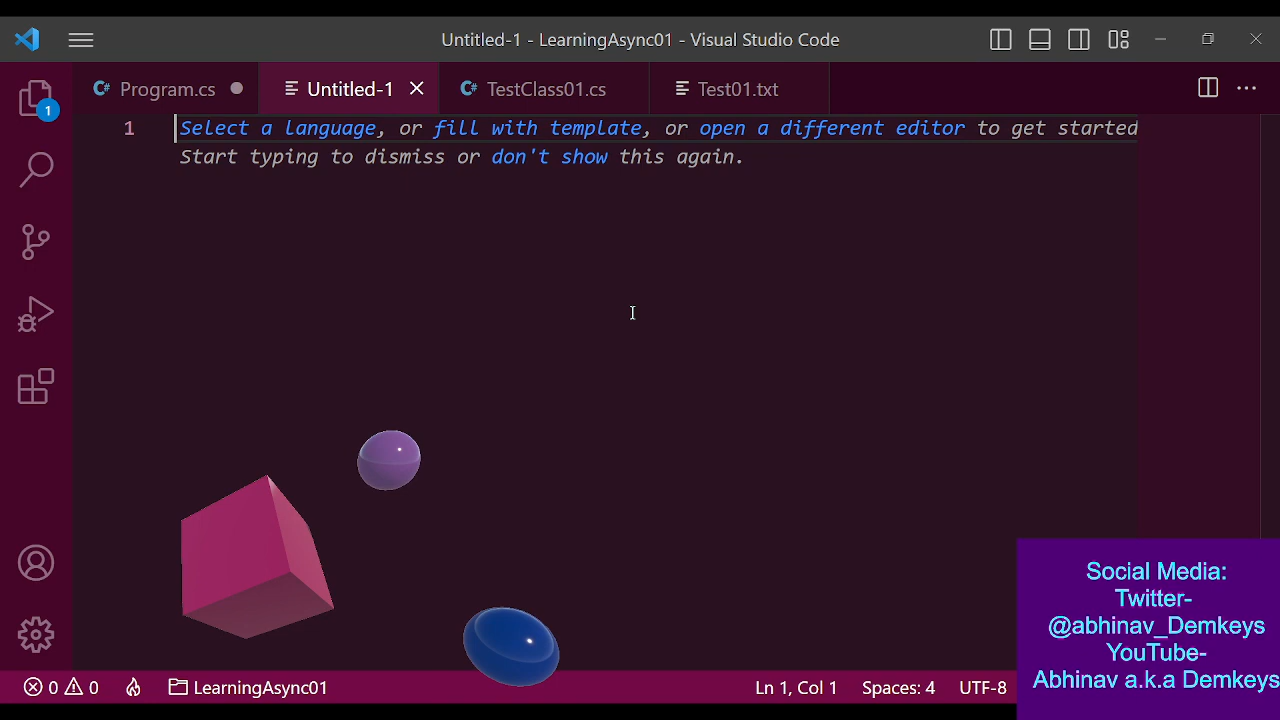 Untitled-1 - LearningAsync01 - Visual Studio Code
1
C# Program.cs
Untitled-1
C# TestClass01.cs
Test01.txt
1
Select a language, or fill with template, or open a different editor to get started
Start typing to dismiss or don't show this again.
Social Media:
Twitter-
@abhinav_Demkeys
YouTube-
Abhinav a.k.a Demkeys
0 0 LearningAsync01 Ln 1, Col 1 Spaces: 4 UTF-8